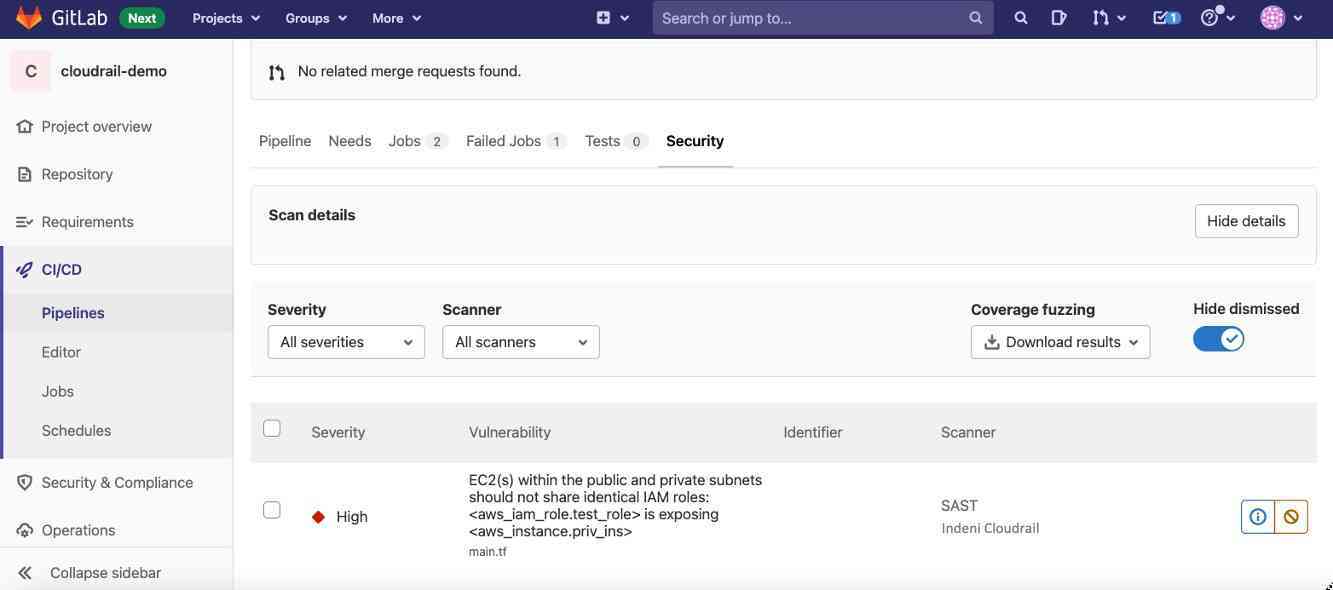 GitLab Next Projects Groups More Search or jump to... 1
C cloudrail-demo
Project overview
Repository
Requirements
CI/CD
Pipelines
Editor
Jobs
Schedules
Security & Compliance
Operations
Collapse sidebar
No related merge requests found.
Pipeline Needs Jobs 2 Failed Jobs 1 Tests 0 Security
Scan details
Hide details
Severity Scanner Coverage fuzzing Hide dismissed
All severities All scanners Download results
Severity Vulnerability Identifier Scanner
High
EC2(s) within the public and private subnets
should not share identical IAM roles:
<aws_iam_role.test_role> is exposing
<aws_instance.priv_ins>
main.tf
SAST
Indeni Cloudrail